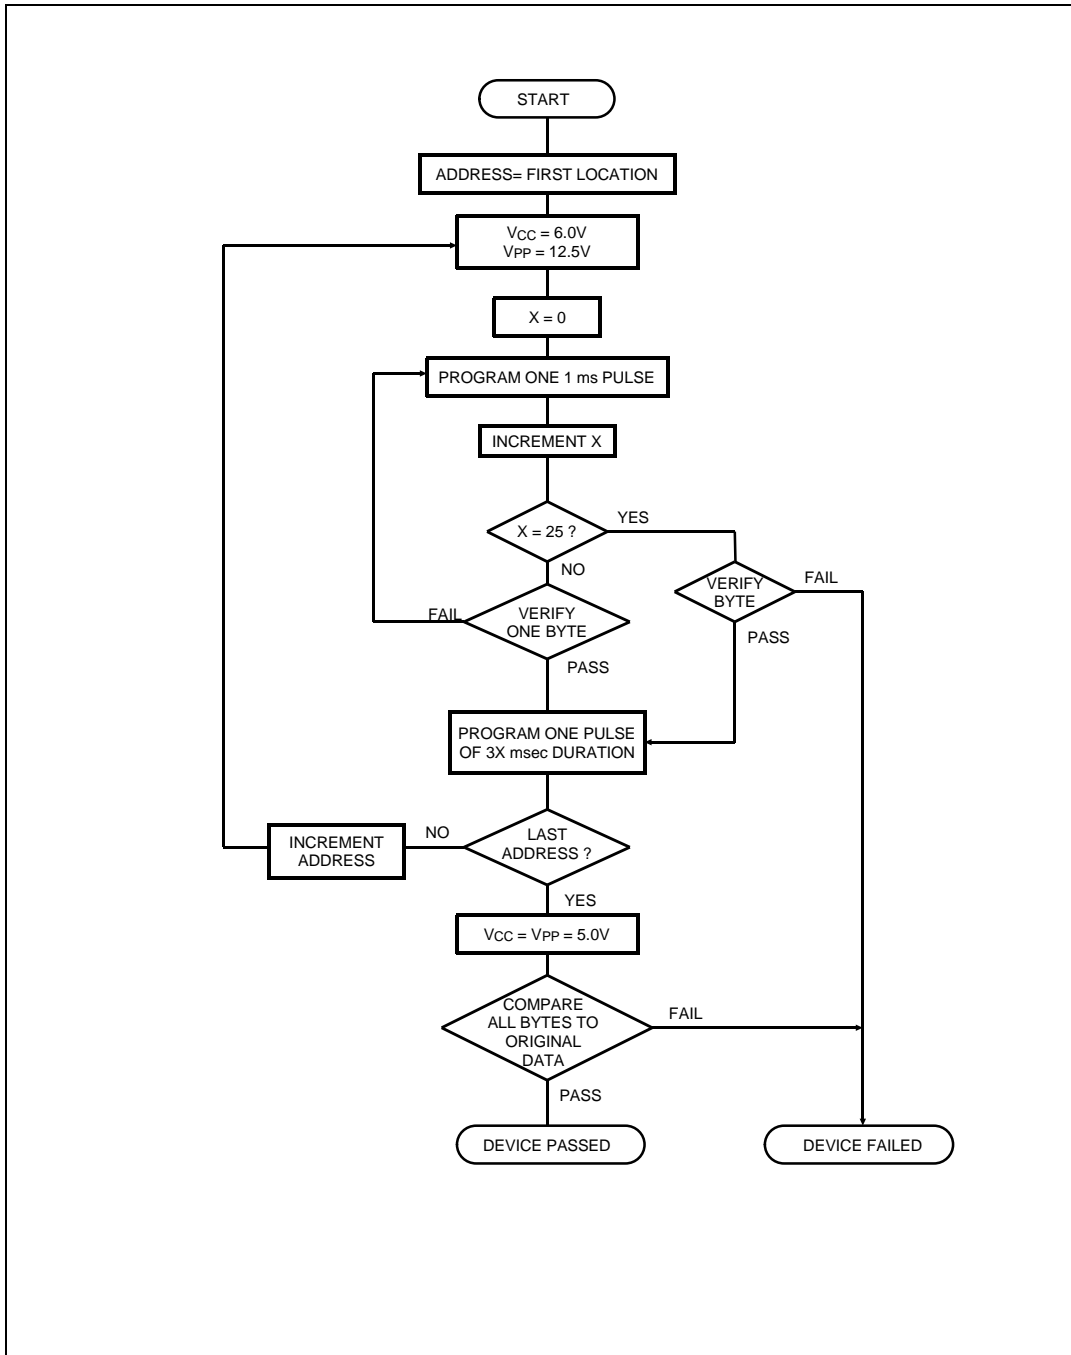 START
ADDRESS= FIRST LOCATION
VCC = 6.0V
VPP = 12.5V
X = 0
PROGRAM ONE 1 ms PULSE
INCREMENT X
X = 25 ?
YES
NO
VERIFY
BYTE
FAIL
FAIL
VERIFY
ONE BYTE
PASS
PASS
PROGRAM ONE PULSE
OF 3X msec DURATION
LAST
ADDRESS ?
NO
INCREMENT
ADDRESS
YES
VCC = VPP = 5.0V
COMPARE
ALL BYTES TO
ORIGINAL
DATA
FAIL
PASS
DEVICE PASSED
DEVICE FAILED